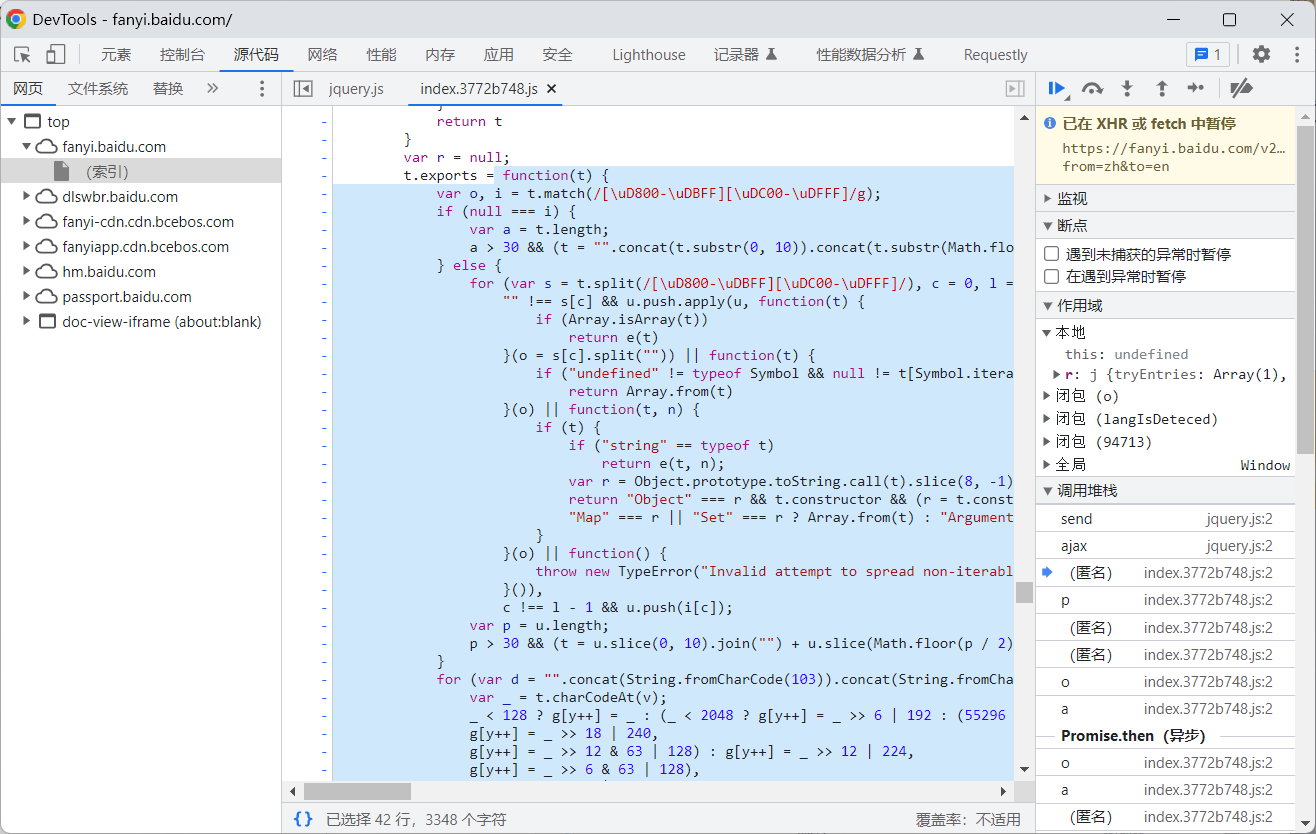 DevTools - fanyi.baidu.com/
元素 控制台 源代码 网络 性能 内存 应用 安全 Lighthouse 记录器 性能数据分析 Requestly 1
网页 文件系统 替换 »
jquery.js index.3772b748.js ×
top
fanyi.baidu.com
(索引)
dlswbr.baidu.com
fanyi-cdn.cdn.bcebos.com
fanyiapp.cdn.bcebos.com
hm.baidu.com
passport.baidu.com
doc-view-iframe (about:blank)
}
- return t
- }
- var r = null;
- t.exports = function(t) {
- var o, i = t.match(/[\uD800-\uDBFF][\uDC00-\uDFFF]/g);
- if (null === i) {
- var a = t.length;
- a > 30 && (t = "".concat(t.substr(0, 10)).concat(t.substr(Math.flo
- } else {
- for (var s = t.split(/[\uD800-\uDBFF][\uDC00-\uDFFF]/), c = 0, l =
- "" !== s[c] && u.push.apply(u, function(t) {
- if (Array.isArray(t))
- return e(t)
- }(o = s[c].split("")) || function(t) {
- if ("undefined" != typeof Symbol && null != t[Symbol.itera
- return Array.from(t)
- }(o) || function(t, n) {
- if (t) {
- if ("string" == typeof t)
- return e(t, n);
- var r = Object.prototype.toString.call(t).slice(8, -1)
- return "Object" === r && t.constructor && (r = t.const
- "Map" === r || "Set" === r ? Array.from(t) : "Argument
- }
- }(o) || function() {
- throw new TypeError("Invalid attempt to spread non-iterabl
- }()),
- c !== l - 1 && u.push(i[c]);
- var p = u.length;
- p > 30 && (t = u.slice(0, 10).join("") + u.slice(Math.floor(p / 2)
- }
- for (var d = "".concat(String.fromCharCode(103)).concat(String.fromCha
- var _ = t.charCodeAt(v);
- _ < 128 ? g[y++] = _ : (_ < 2048 ? g[y++] = _ >> 6 | 192 : (55296
- g[y++] = _ >> 18 | 240,
- g[y++] = _ >> 12 & 63 | 128) : g[y++] = _ >> 12 | 224,
- g[y++] = _ >> 6 & 63 | 128),
{} 已选择 42 行，3348 个字符 覆盖率：不适用
已在 XHR 或 fetch 中暂停
https://fanyi.baidu.com/v2…
from=zh&to=en
监视
断点
遇到未捕获的异常时暂停
在遇到异常时暂停
作用域
本地
this: undefined
r: j {tryEntries: Array(1),
闭包 (o)
闭包 (langIsDeteced)
闭包 (94713)
全局 Window
调用堆栈
send jquery.js:2
ajax jquery.js:2
(匿名) index.3772b748.js:2
p index.3772b748.js:2
(匿名) index.3772b748.js:2
(匿名) index.3772b748.js:2
o index.3772b748.js:2
a index.3772b748.js:2
Promise.then（异步）
o index.3772b748.js:2
a index.3772b748.js:2
(匿名) index.3772b748.js:2